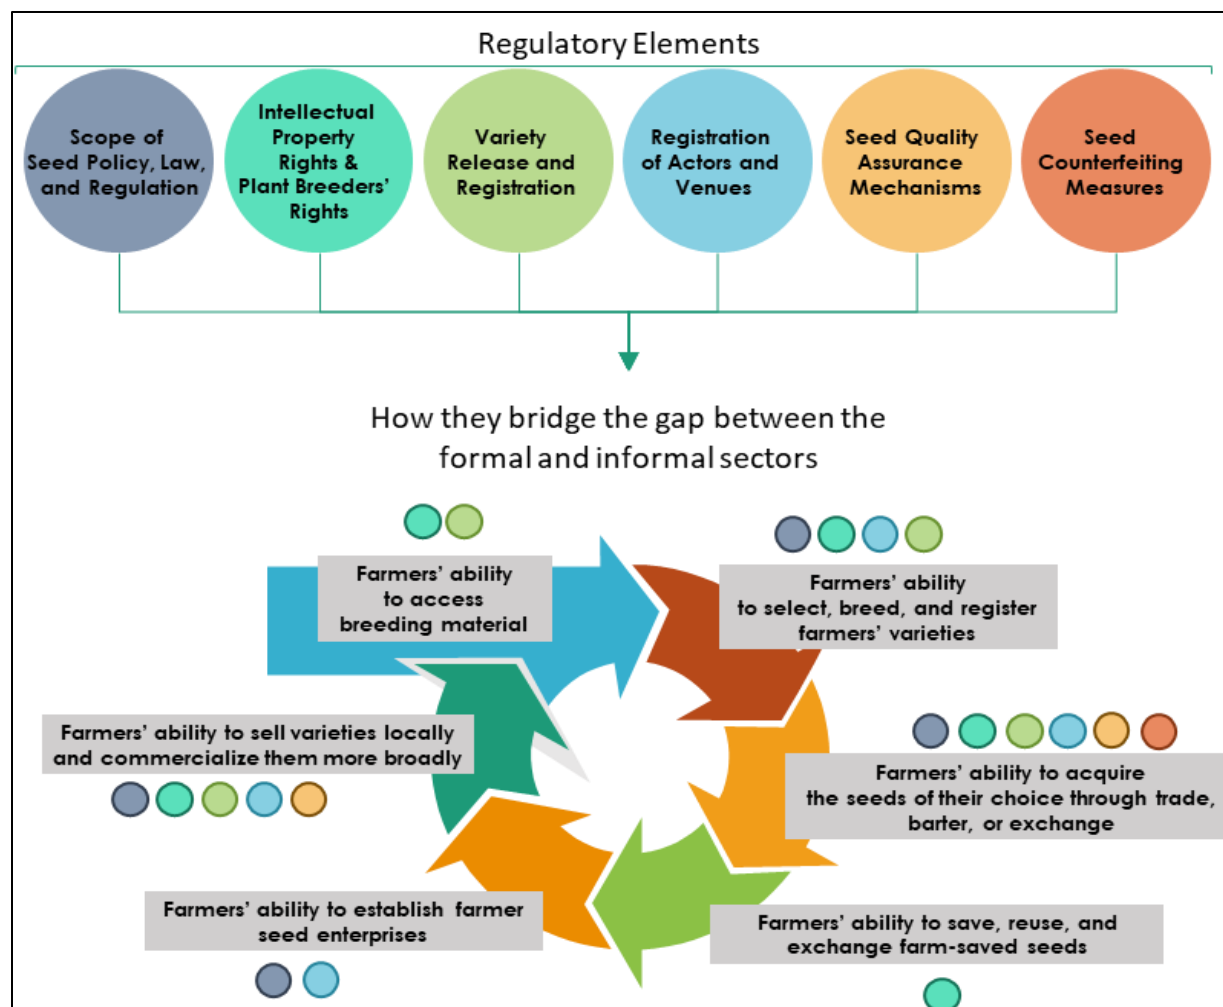 Regulatory Elements
Scope of
Seed Policy, Law,
and Regulation
Intellectual
Property
Rights &
Plant Breeders’
Rights
Variety
Release and
Registration
Registration
of Actors and
Venues
Seed Quality
Assurance
Mechanisms
Seed
Counterfeiting
Measures
How they bridge the gap between the
formal and informal sectors
Farmers’ ability
to access
breeding material
Farmers’ ability
to select, breed, and register
farmers’ varieties
Farmers’ ability to acquire
the seeds of their choice through trade,
barter, or exchange
Farmers’ ability to save, reuse, and
exchange farm-saved seeds
Farmers’ ability to establish farmer
seed enterprises
Farmers’ ability to sell varieties locally
and commercialize them more broadly